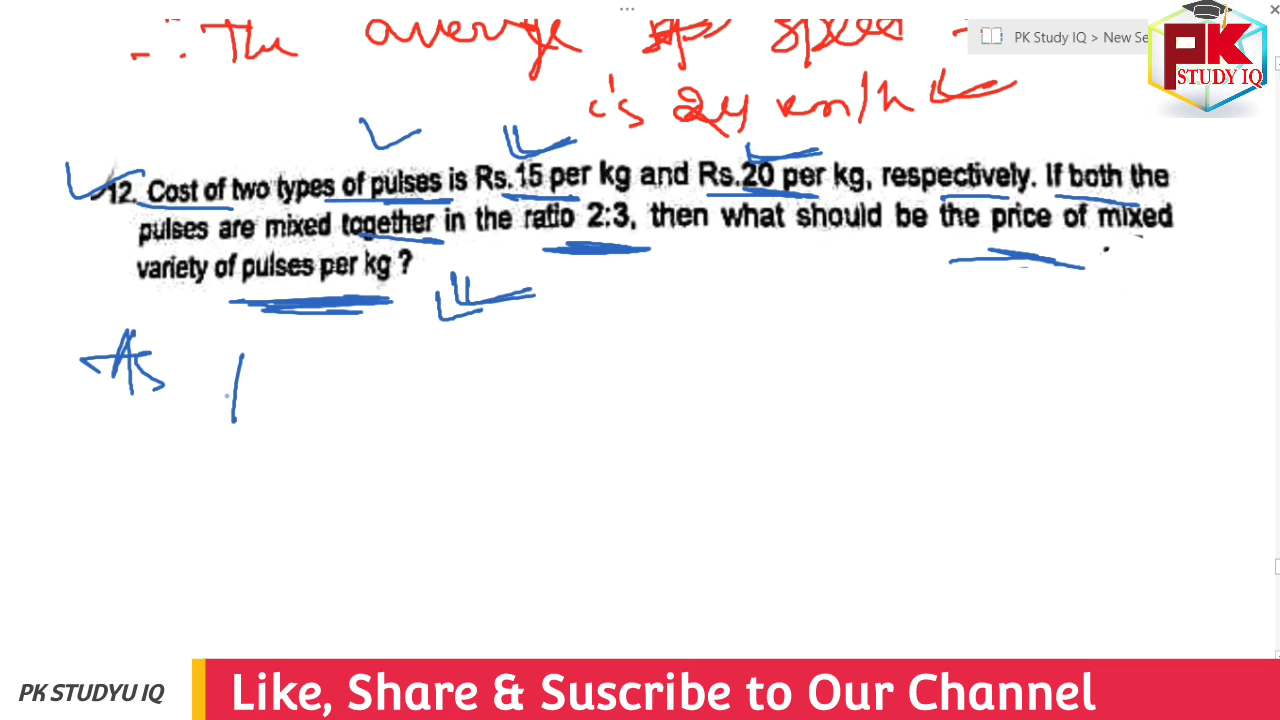 ∴ The average speed
is 24 km/h
PK Study IQ > New Se
PK
STUDY IQ
12. Cost of two types of pulses is Rs.15 per kg and Rs.20 per kg, respectively. If both the
pulses are mixed together in the ratio 2:3, then what should be the price of mixed
variety of pulses per kg ?
PK STUDYU IQ
Like, Share & Suscribe to Our Channel